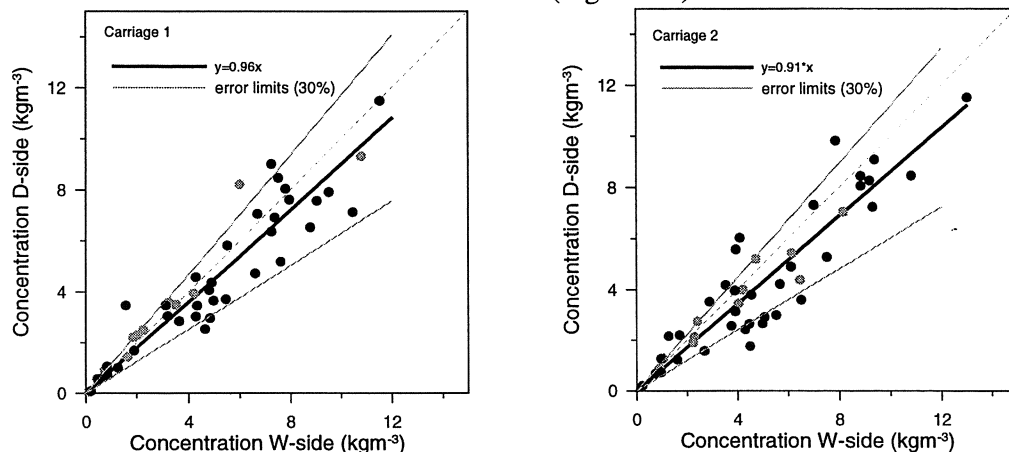 Carriage 1
y=0.96x
error limits (30%)
12
8
4
0
0 4 8 12
Concentration D-side (kgm⁻³)
Concentration W-side (kgm⁻³)
Carriage 2
y=0.91*x
error limits (30%)
12
8
4
0
0 4 8 12
Concentration D-side (kgm⁻³)
Concentration W-side (kgm⁻³)